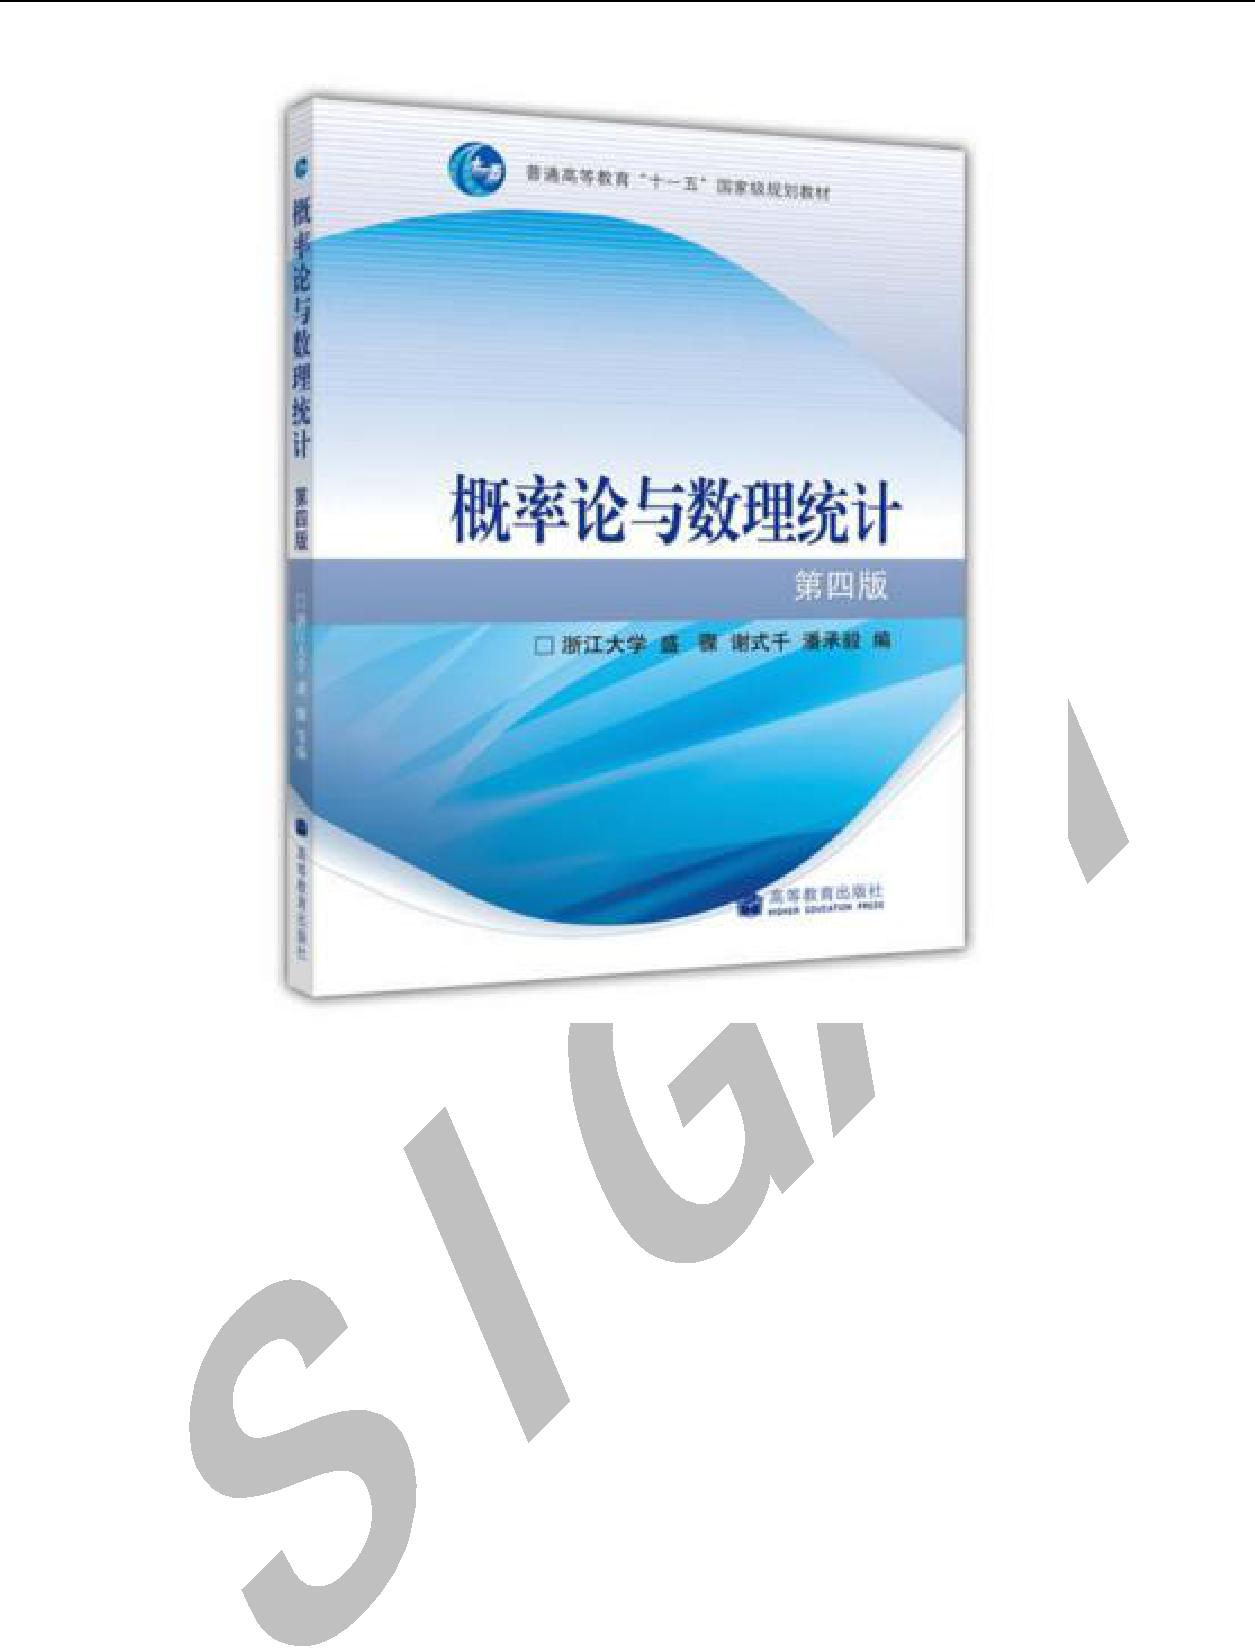 普通高等教育“十一五”国家级规划教材
概率论与数理统计
第四版
□ 浙江大学 盛 骤 谢式千 潘承毅 编
高等教育出版社
HIGHER EDUCATION PRESS
概率论与数理统计 第四版
高等教育出版社
SIG